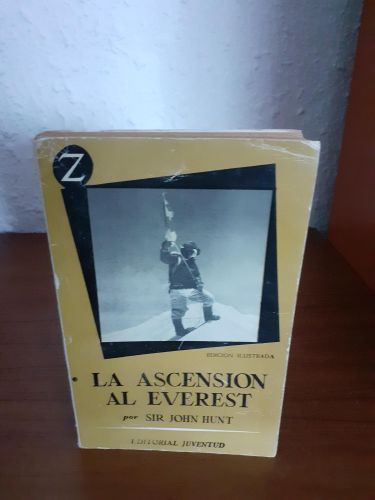 Z
EDICION ILUSTRADA
LA ASCENSION
AL EVEREST
por SIR JOHN HUNT
EDITORIAL JUVENTUD